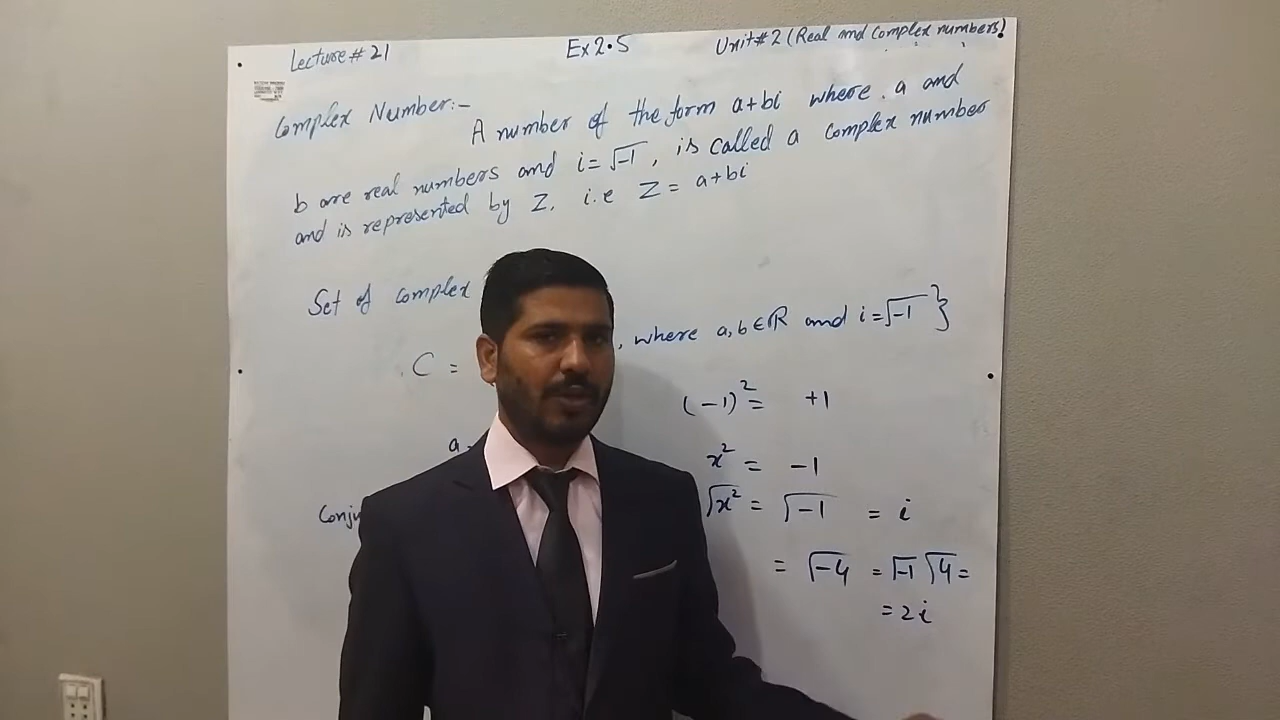 Lecture # 21 Ex 2.5 Unit # 2 (Real and Complex numbers)
Complex Number:-
A number of the form a+bi where a and
b are real numbers and i = √-1, is called a complex number
and is represented by Z. i.e Z = a+bi
Set of complex
C = , where a,b ∈ R and i = √-1 }
(-1)² = +1
a
x² = -1
Conju
√x² = √-1 = i
= √-4 = √-1 √4 =
= 2i